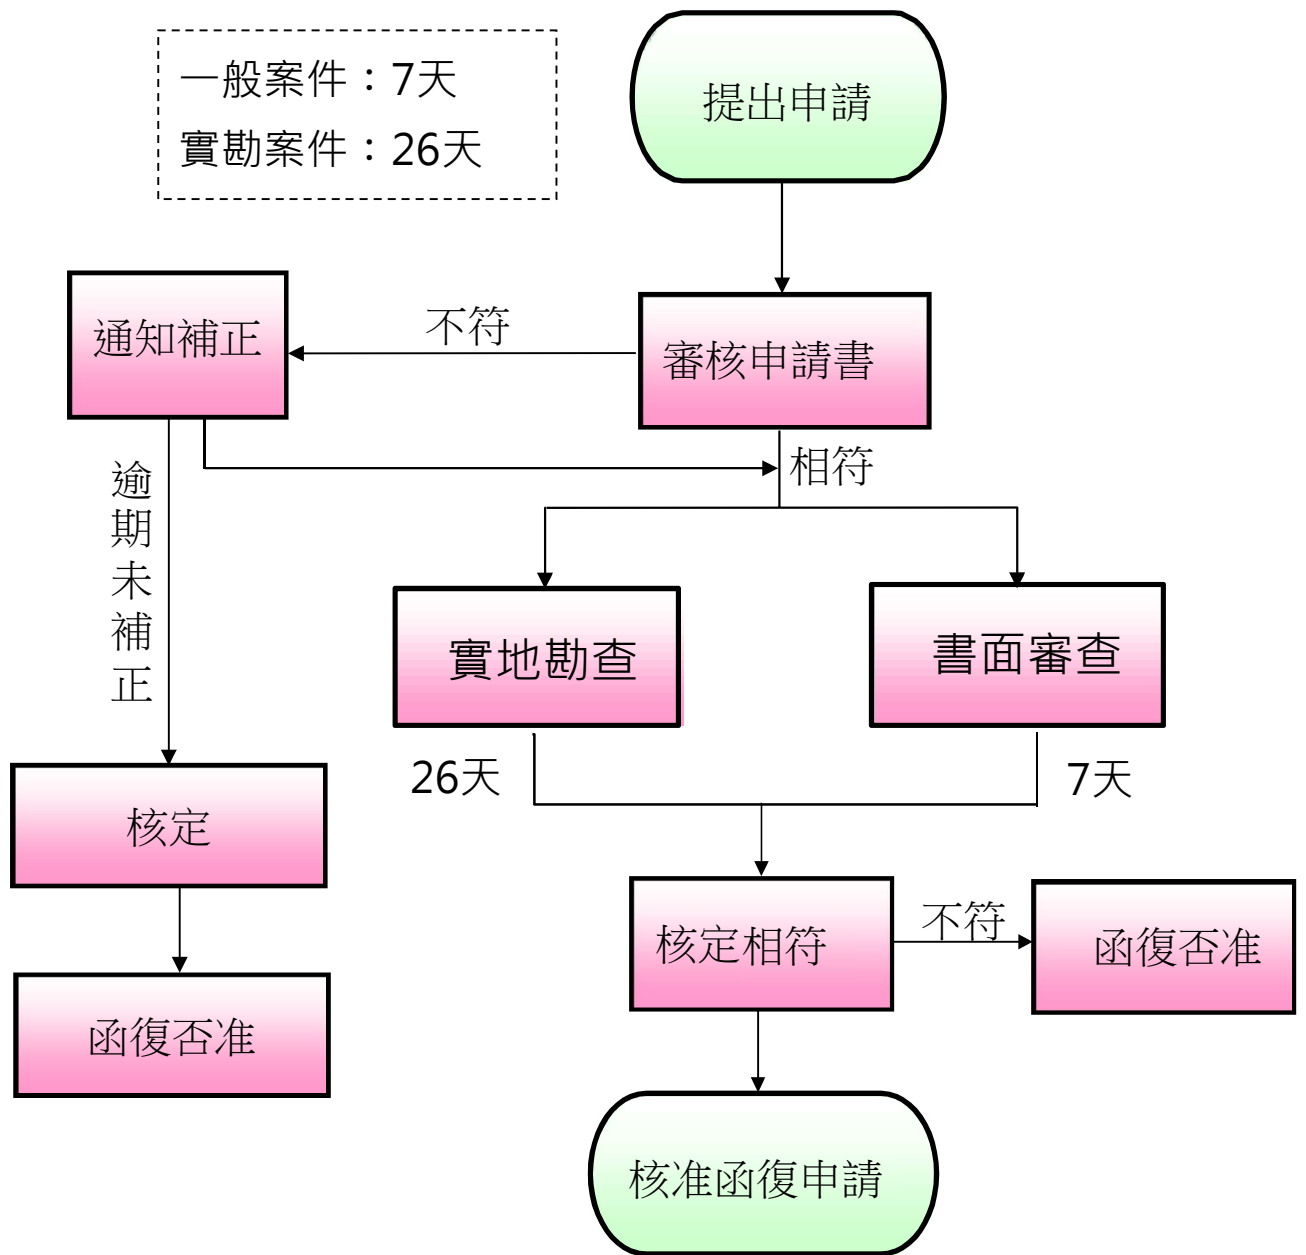 一般案件：7天
實勘案件：26天
提出申請
通知補正
不符
審核申請書
相符
逾期未補正
實地勘查
書面審查
26天
7天
核定
核定相符
不符
函復否准
函復否准
核准函復申請